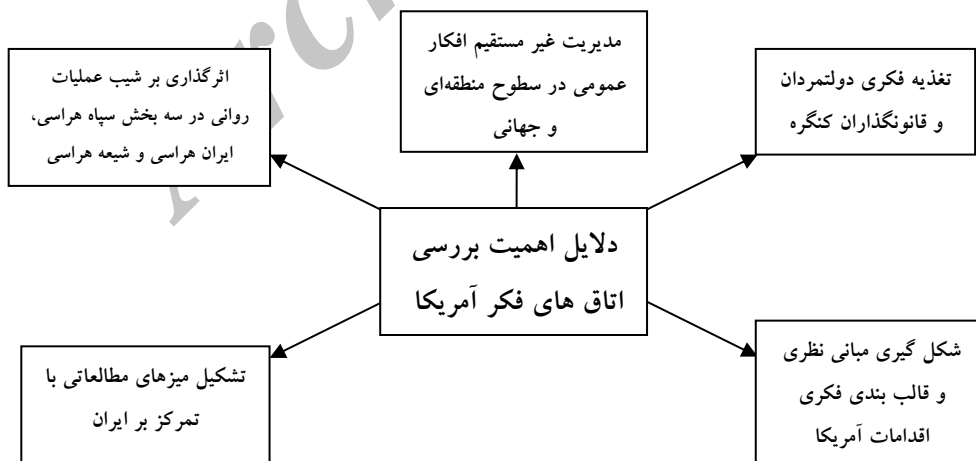 مدیریت غیر مستقیم افکار
عمومی در سطوح منطقه‌ای
و جهانی
تغذیه فکری دولتمردان
و قانونگذاران کنگره
اثرگذاری بر شیب عملیات
روانی در سه بخش سپاه هراسی،
ایران هراسی و شیعه هراسی
دلایل اهمیت بررسی
اتاق های فکر آمریکا
شکل گیری مبانی نظری
و قالب بندی فکری
اقدامات آمریکا
تشکیل میزهای مطالعاتی با
تمرکز بر ایران